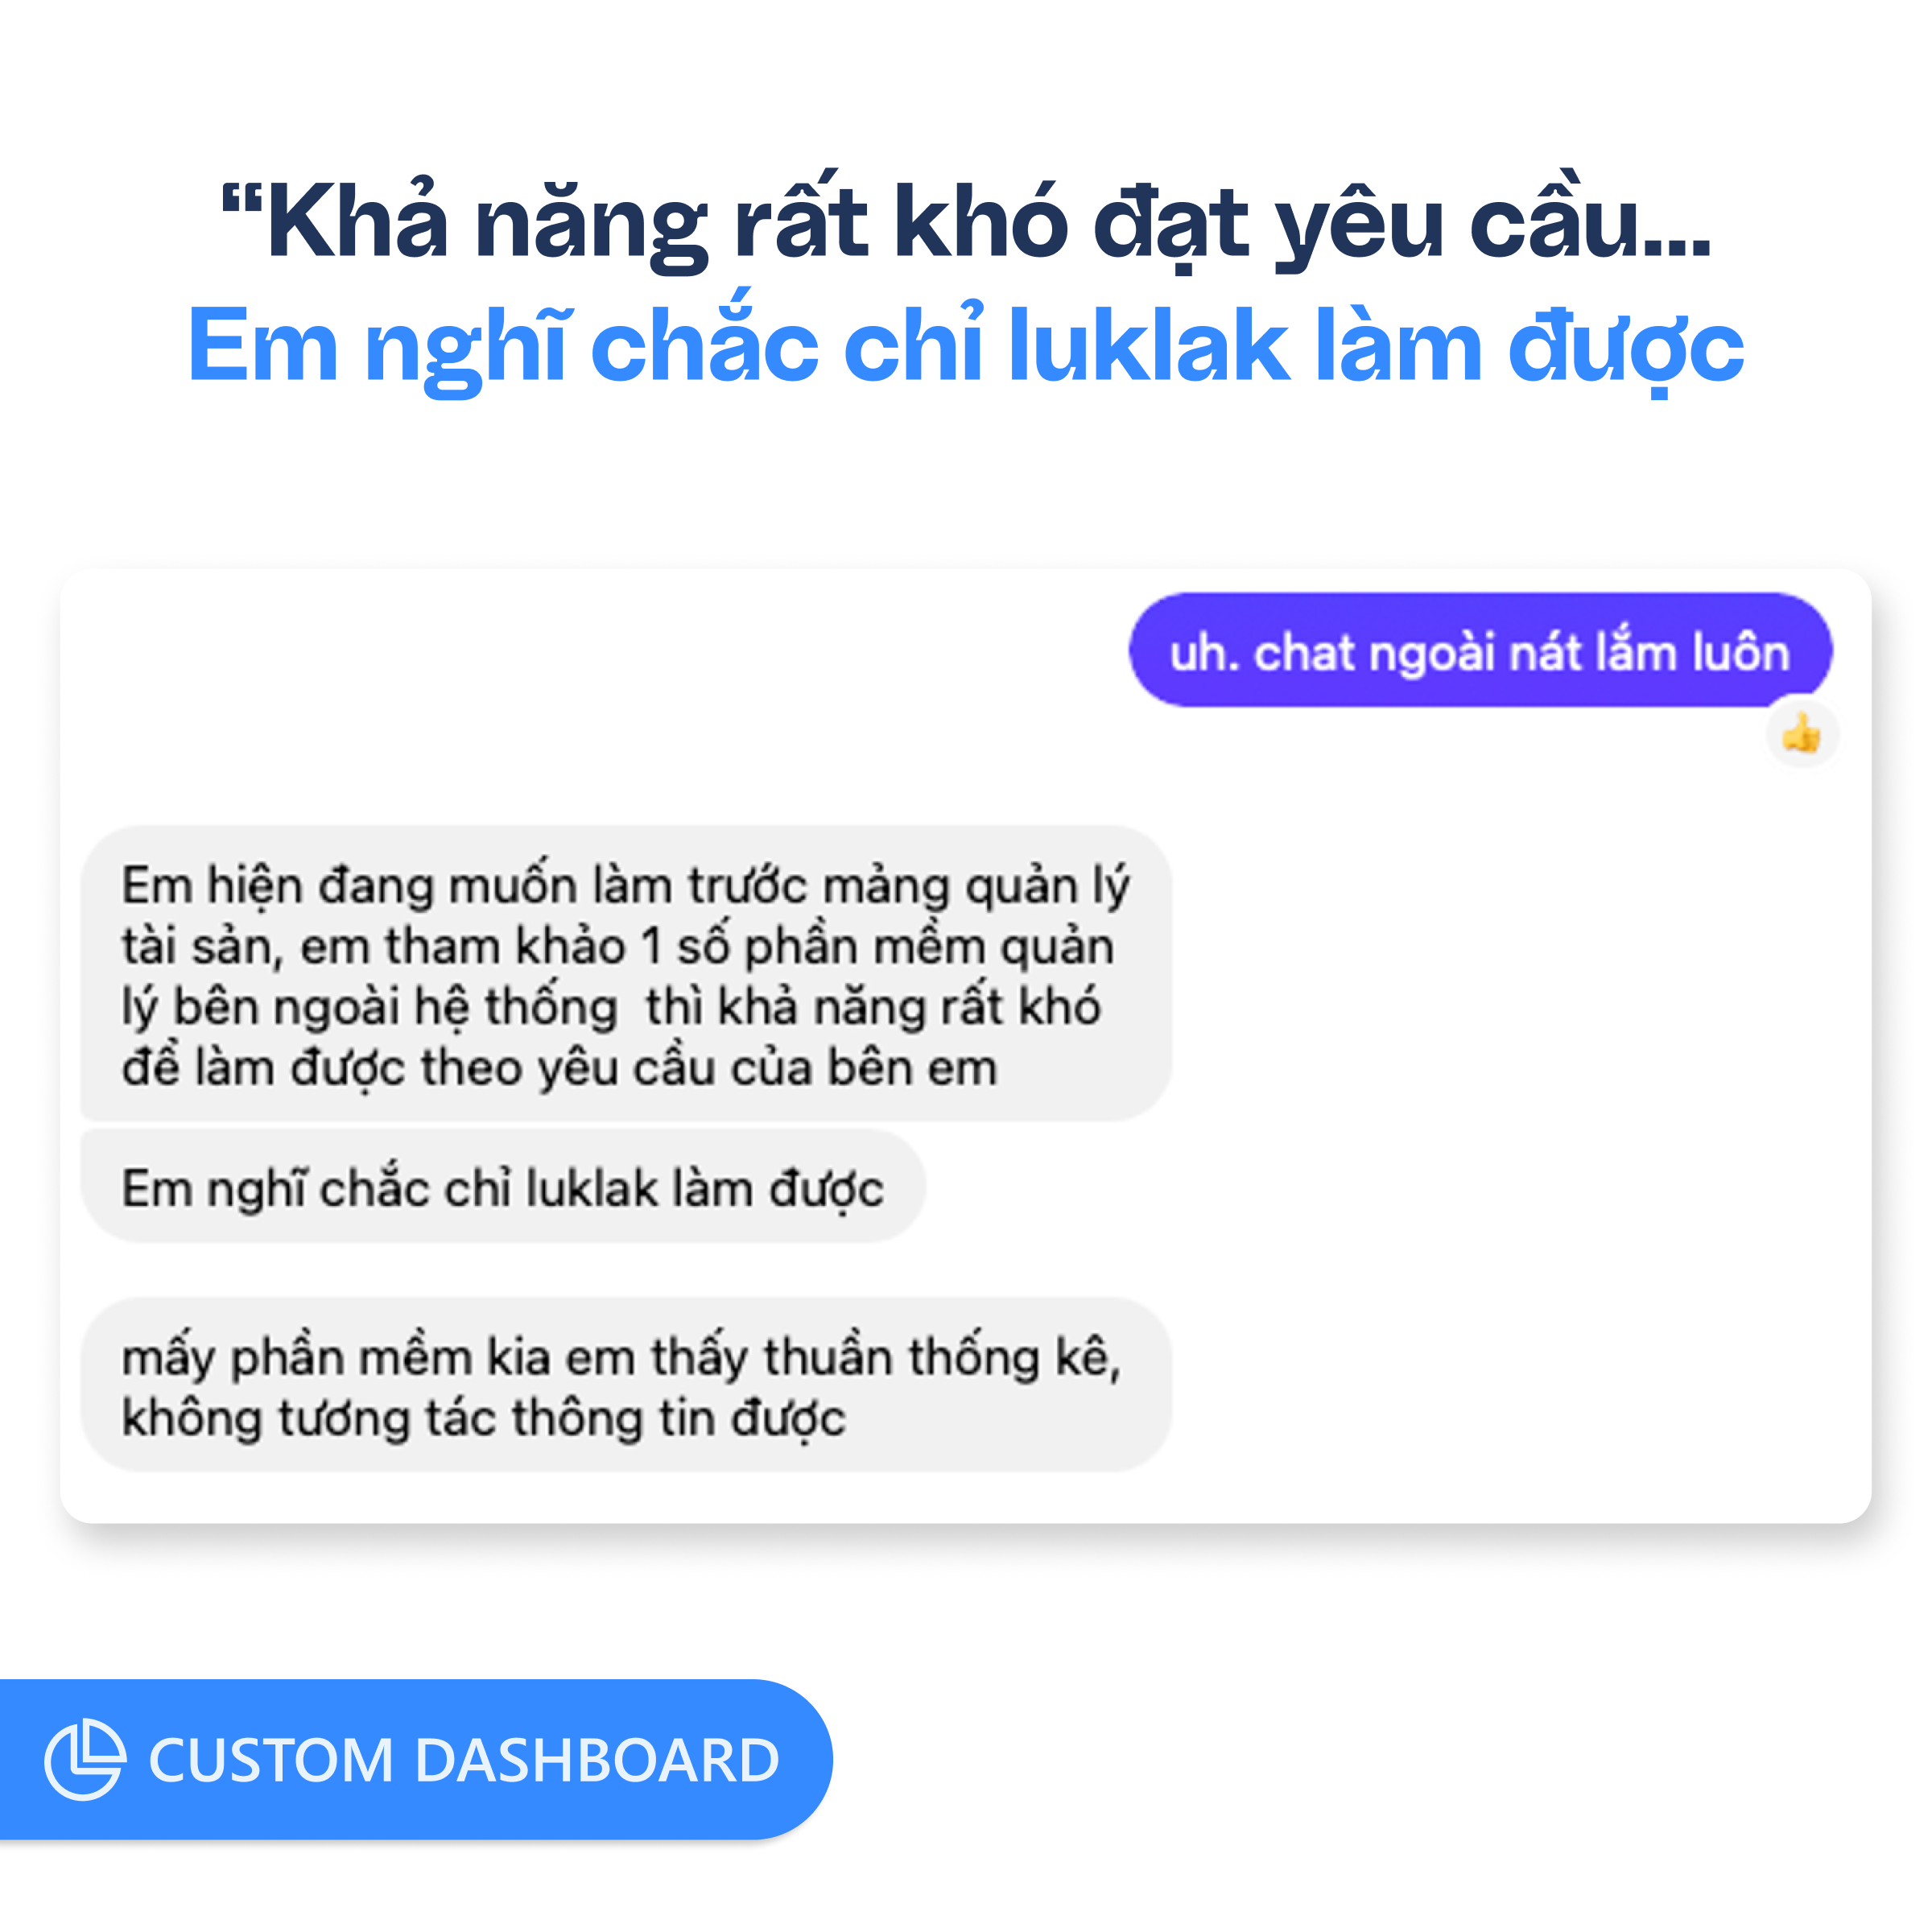 “Khả năng rất khó đạt yêu cầu...
Em nghĩ chắc chỉ luklak làm được
uh. chat ngoài nát lắm luôn
Em hiện đang muốn làm trước mảng quản lý
tài sản, em tham khảo 1 số phần mềm quản
lý bên ngoài hệ thống  thì khả năng rất khó
để làm được theo yêu cầu của bên em
Em nghĩ chắc chỉ luklak làm được
mấy phần mềm kia em thấy thuần thống kê,
không tương tác thông tin được
CUSTOM DASHBOARD